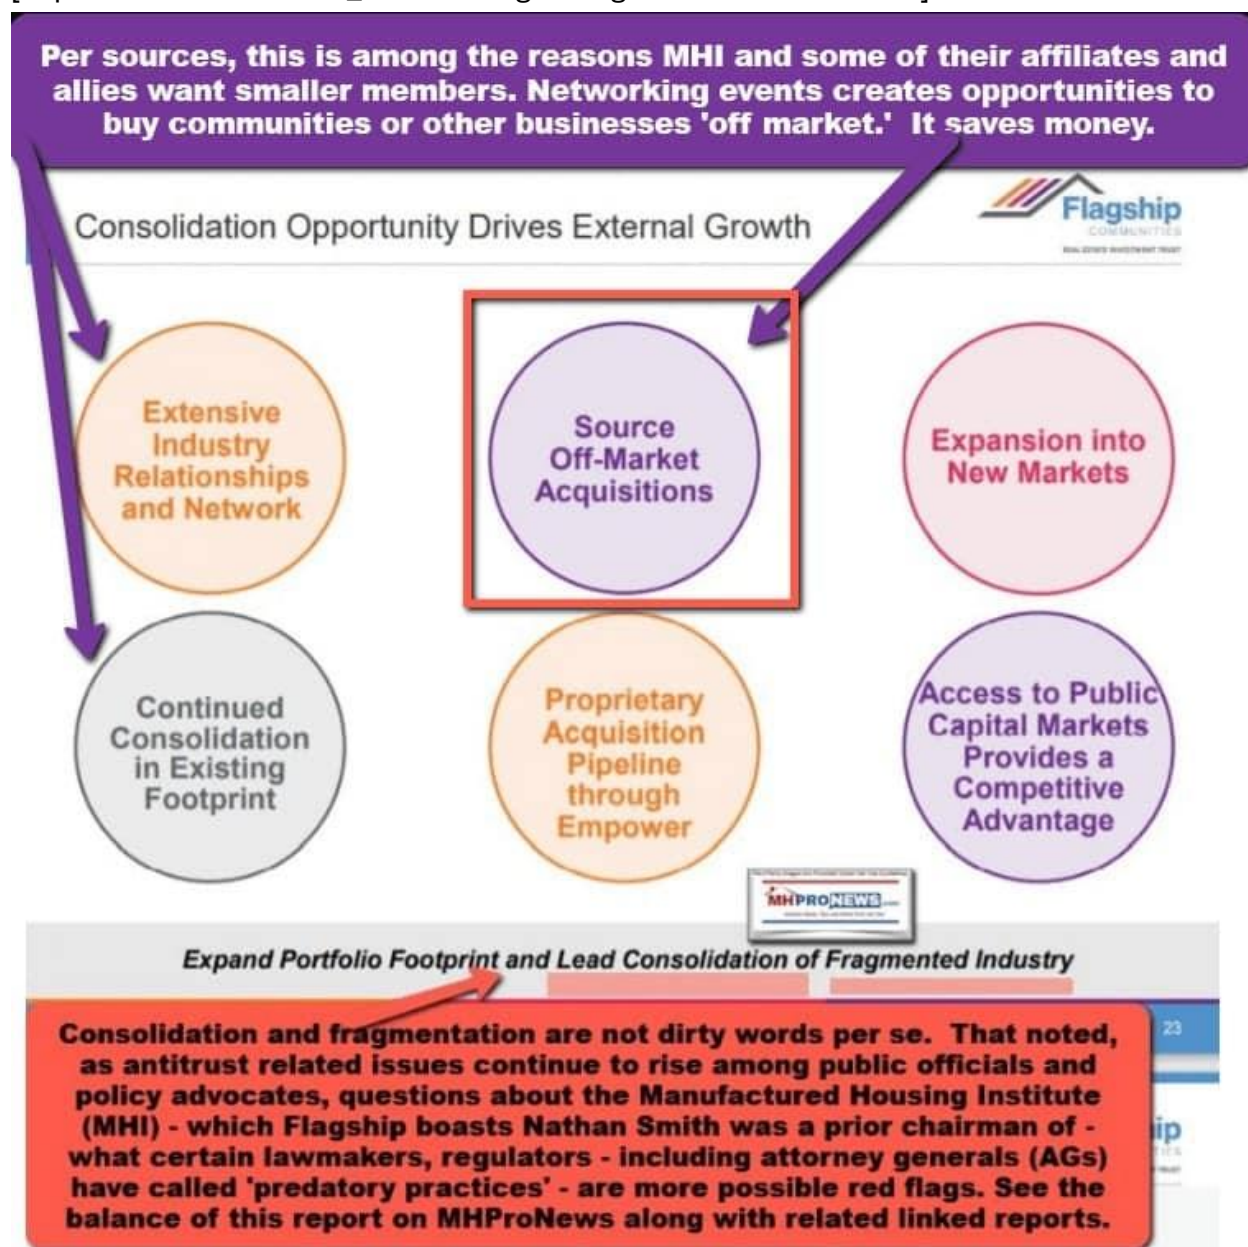 Per sources, this is among the reasons MHI and some of their affiliates and
allies want smaller members. Networking events creates opportunities to
buy communities or other businesses 'off market.' It saves money.
Consolidation Opportunity Drives External Growth
Flagship
COMMUNITIES
REAL ESTATE INVESTMENT TRUST
Extensive
Industry
Relationships
and Network
Source
Off-Market
Acquisitions
Expansion into
New Markets
Continued
Consolidation
in Existing
Footprint
Proprietary
Acquisition
Pipeline
through
Empower
Access to Public
Capital Markets
Provides a
Competitive
Advantage
MHPRONEWS.com
Expand Portfolio Footprint and Lead Consolidation of Fragmented Industry
Consolidation and fragmentation are not dirty words per se. That noted,
as antitrust related issues continue to rise among public officials and
policy advocates, questions about the Manufactured Housing Institute
(MHI) - which Flagship boasts Nathan Smith was a prior chairman of -
what certain lawmakers, regulators - including attorney generals (AGs)
have called 'predatory practices' - are more possible red flags. See the
balance of this report on MHProNews along with related linked reports.
23
ip